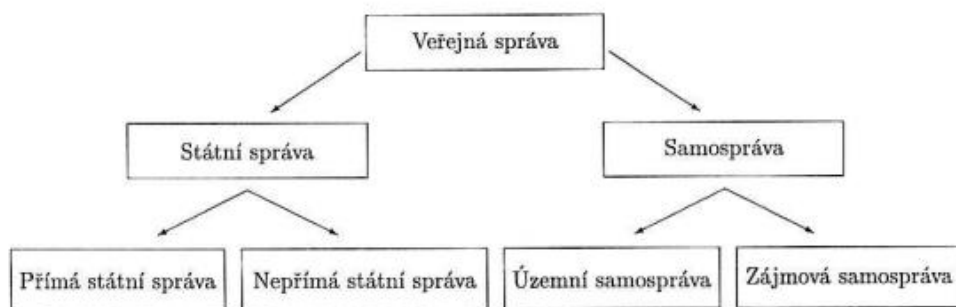 Veřejná správa
Státní správa
Samospráva
Přímá státní správa
Nepřímá státní správa
Územní samospráva
Zájmová samospráva